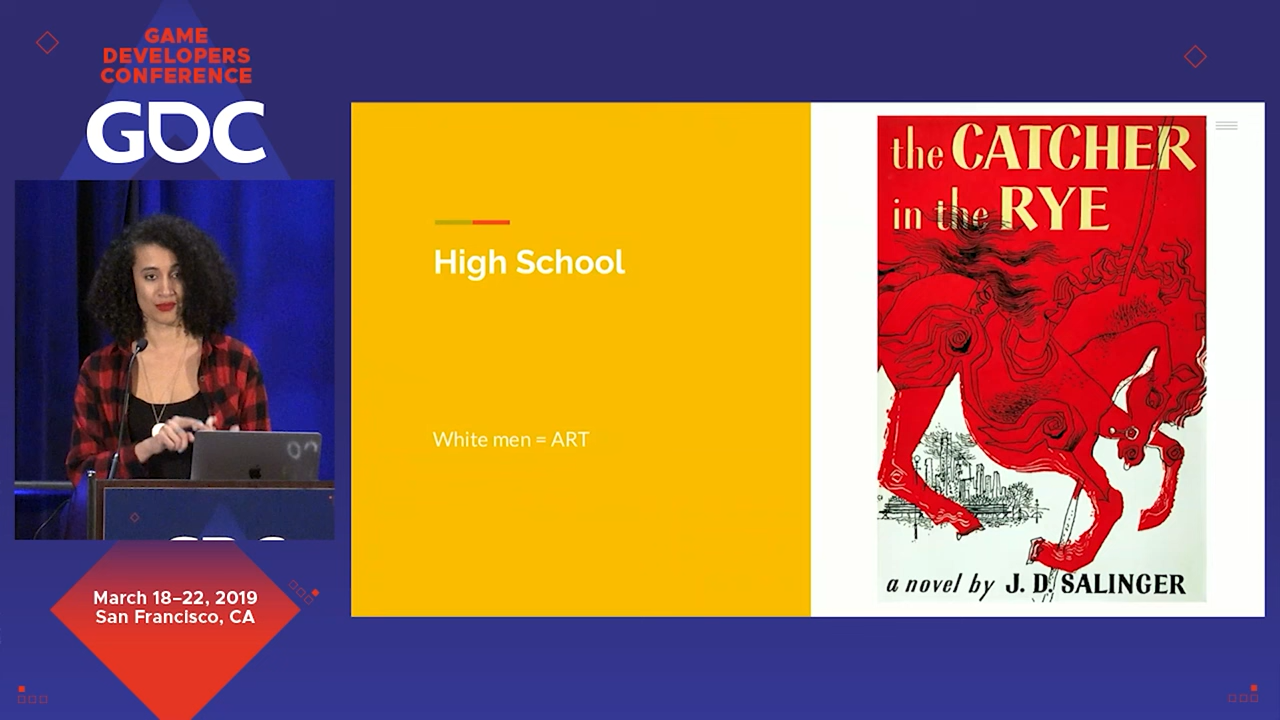 GAME
DEVELOPERS
CONFERENCE
GDC
March 18–22, 2019
San Francisco, CA
High School
White men = ART
the CATCHER
in the RYE
a novel by J. D. SALINGER